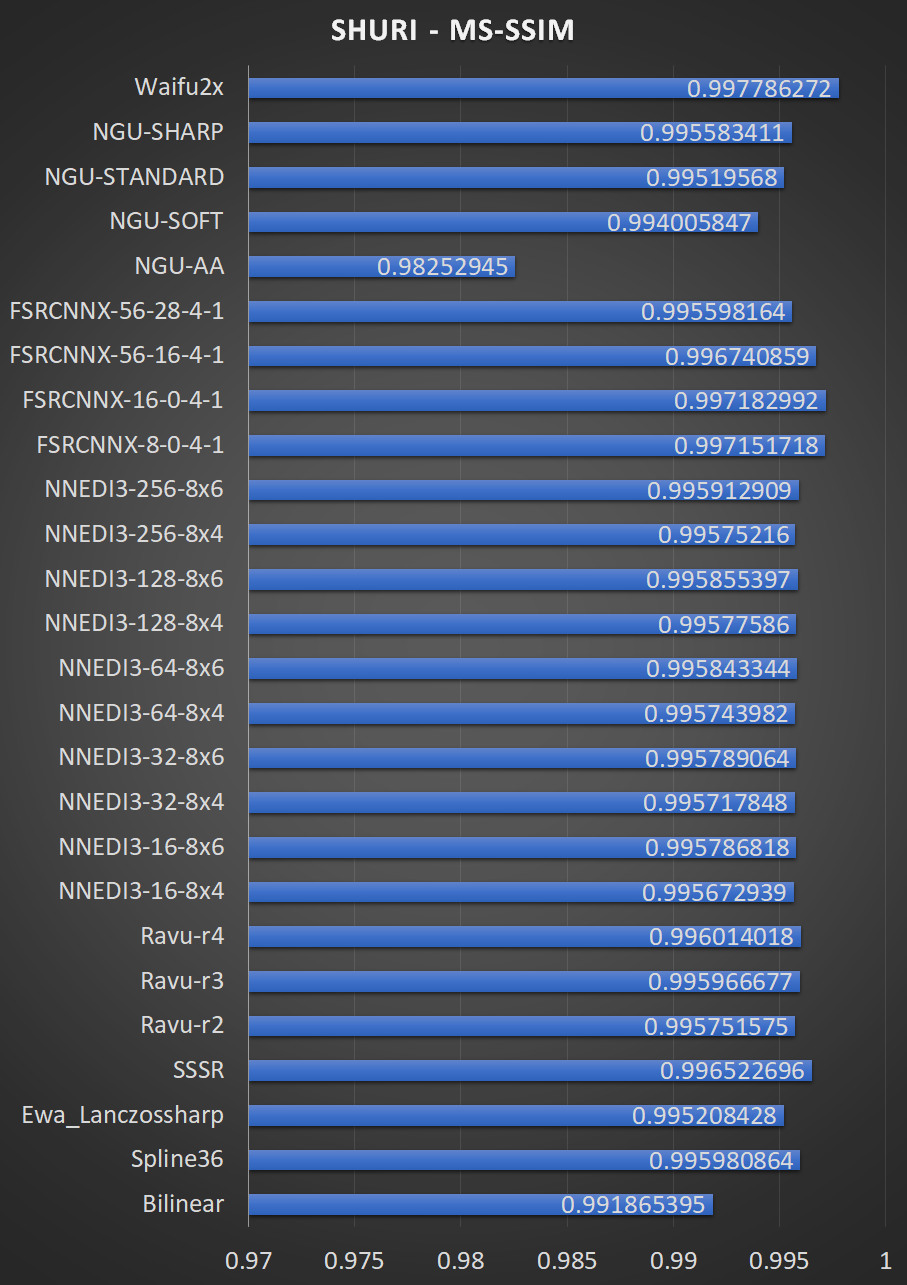 SHURI - MS-SSIM
Waifu2x 0.997786272
NGU-SHARP 0.995583411
NGU-STANDARD 0.99519568
NGU-SOFT 0.994005847
NGU-AA 0.98252945
FSRCNNX-56-28-4-1 0.995598164
FSRCNNX-56-16-4-1 0.996740859
FSRCNNX-16-0-4-1 0.997182992
FSRCNNX-8-0-4-1 0.997151718
NNEDI3-256-8x6 0.995912909
NNEDI3-256-8x4 0.99575216
NNEDI3-128-8x6 0.995855397
NNEDI3-128-8x4 0.99577586
NNEDI3-64-8x6 0.995843344
NNEDI3-64-8x4 0.995743982
NNEDI3-32-8x6 0.995789064
NNEDI3-32-8x4 0.995717848
NNEDI3-16-8x6 0.995786818
NNEDI3-16-8x4 0.995672939
Ravu-r4 0.996014018
Ravu-r3 0.995966677
Ravu-r2 0.995751575
SSSR 0.996522696
Ewa_Lanczossharp 0.995208428
Spline36 0.995980864
Bilinear 0.991865395
0.97 0.975 0.98 0.985 0.99 0.995 1